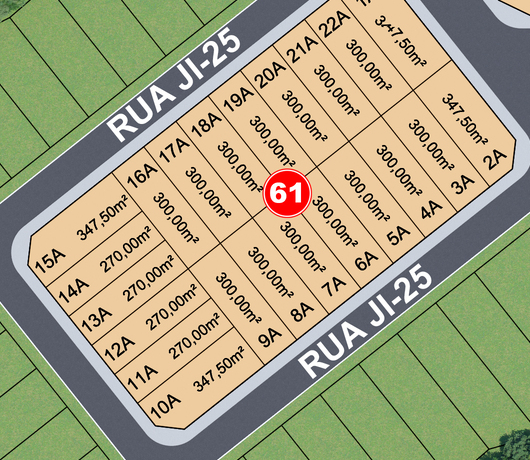 RUA JI-25
22A 300,00m²
21A 300,00m²
20A 300,00m²
19A 300,00m²
18A 300,00m²
17A 300,00m²
16A 300,00m²
347,50m²
15A 347,50m²
14A 270,00m²
13A 270,00m²
12A 270,00m²
11A 270,00m²
10A 347,50m²
61
347,50m² 2A
300,00m² 3A
300,00m² 4A
300,00m² 5A
300,00m² 6A
300,00m² 7A
300,00m² 8A
300,00m² 9A
RUA JI-25